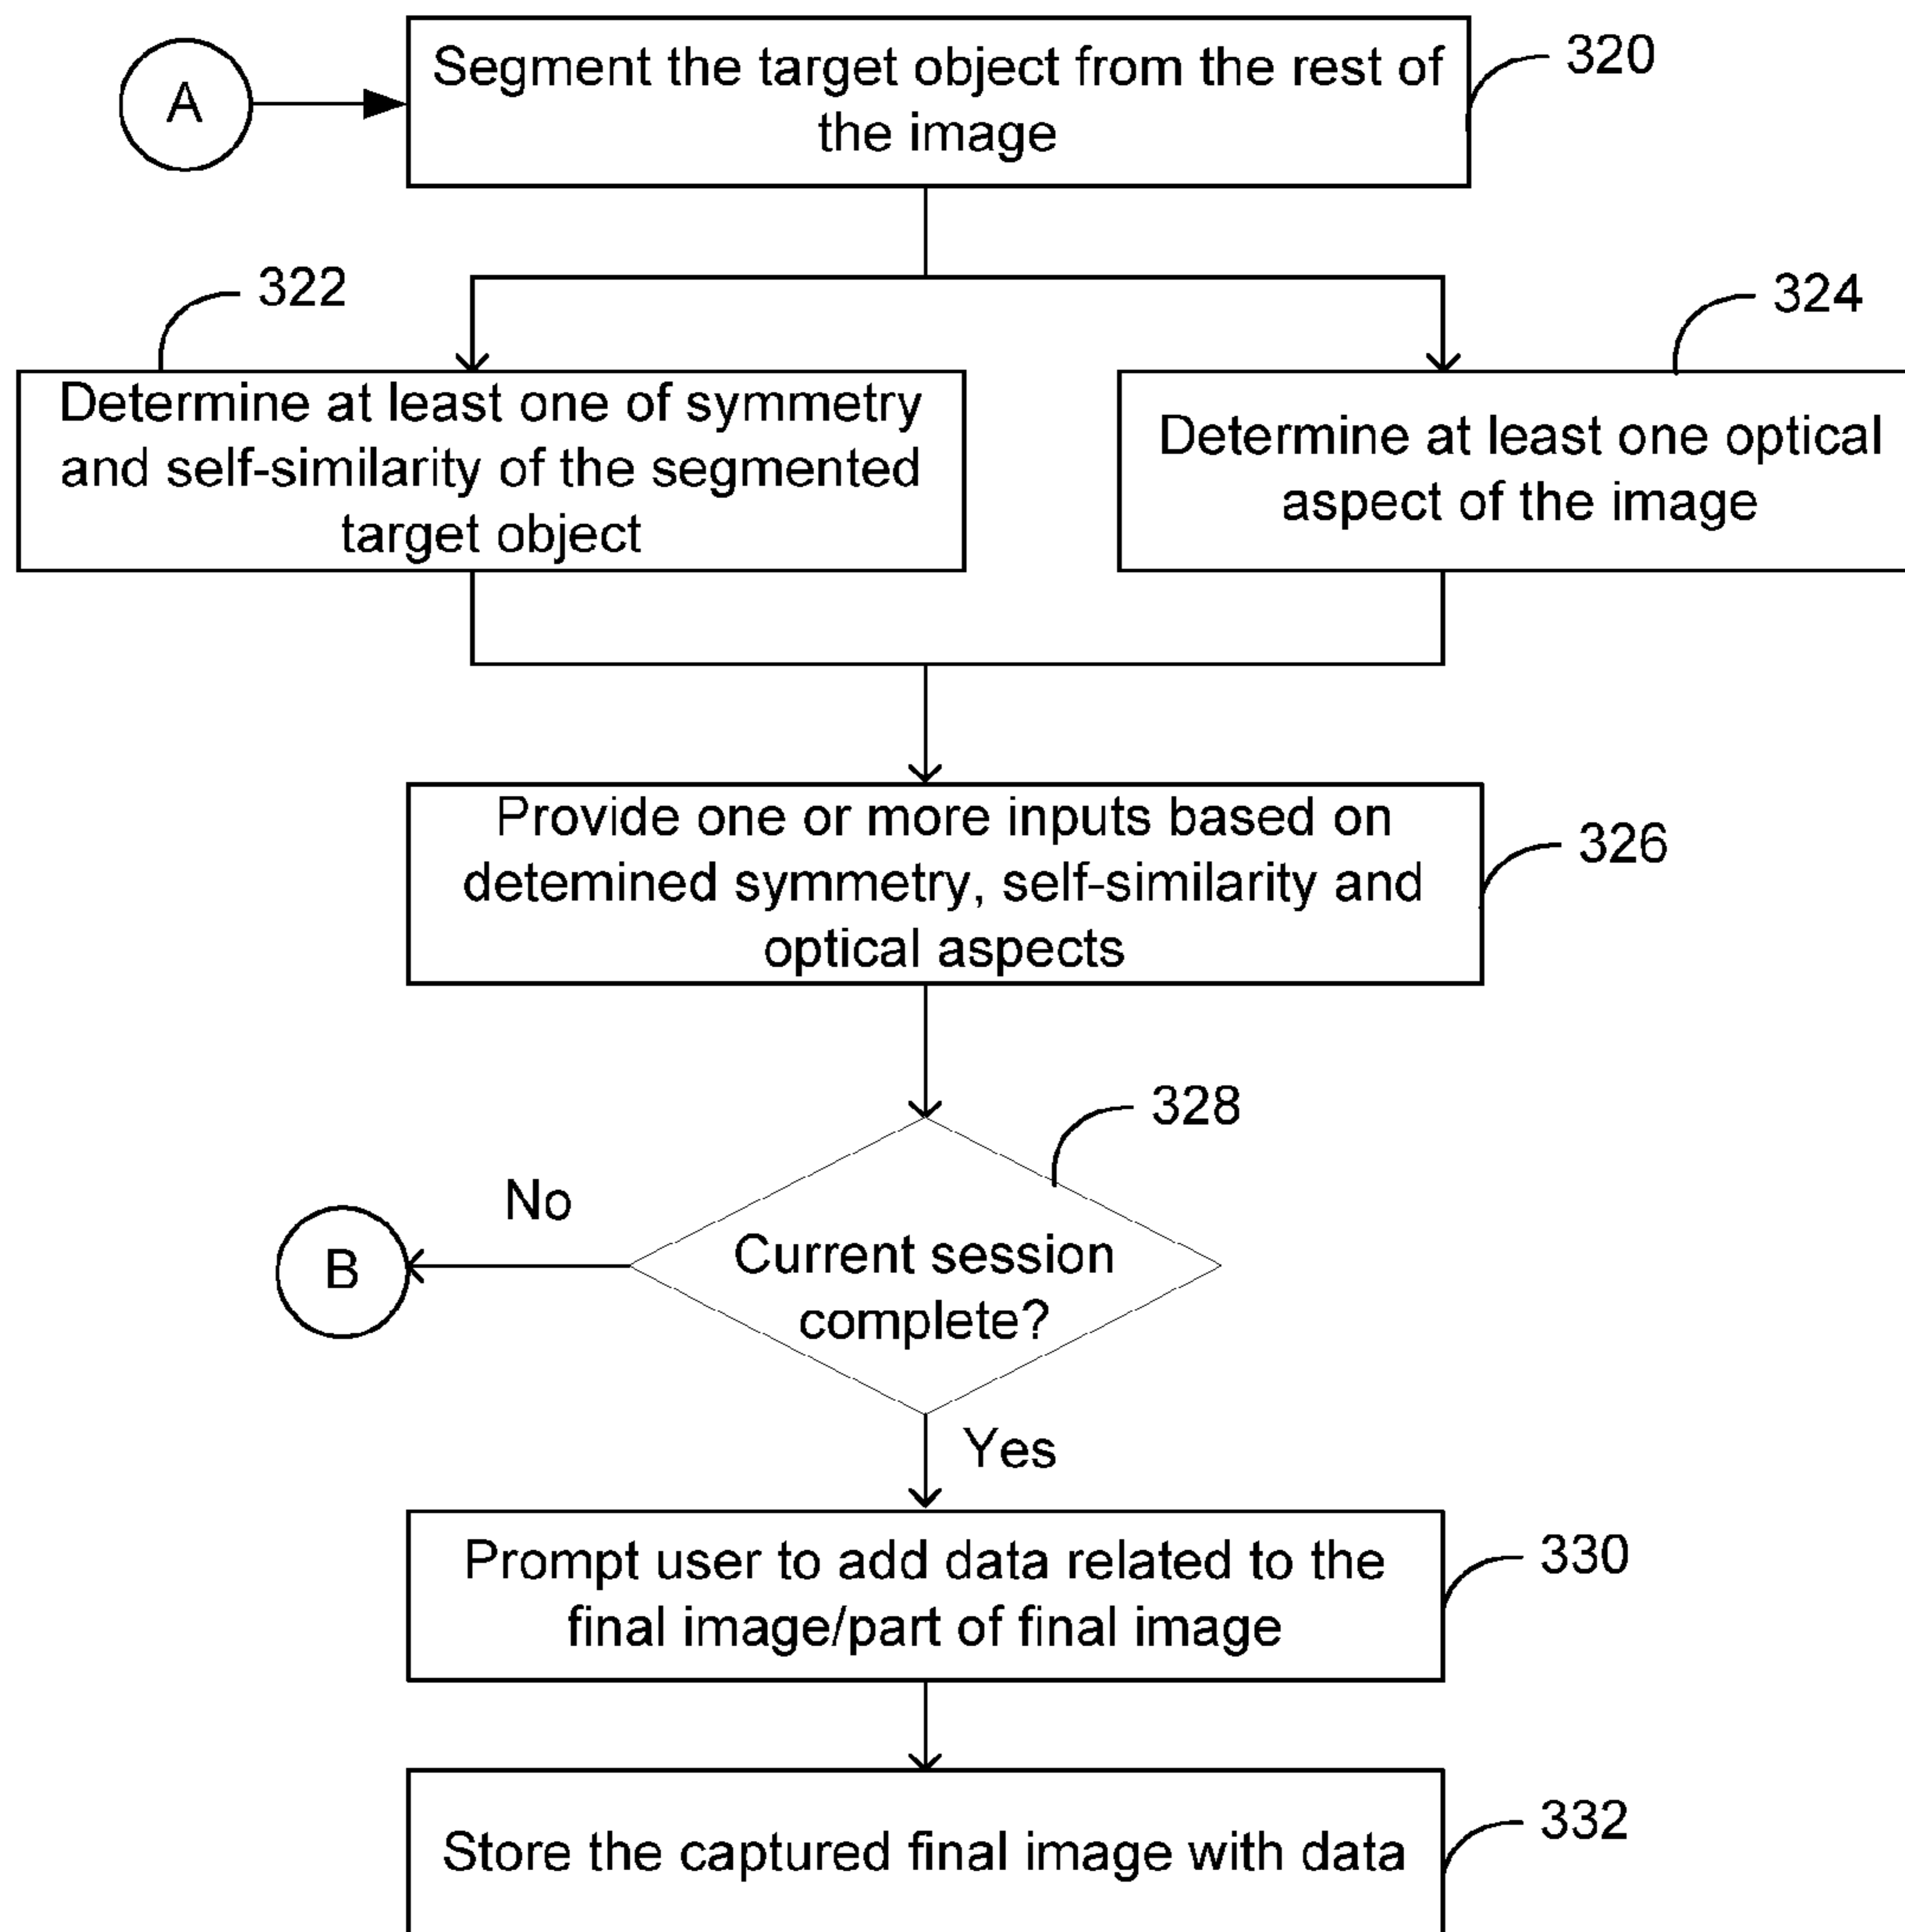 A
Segment the target object from the rest of
the image
320
322
324
Determine at least one of symmetry
and self-similarity of the segmented
target object
Determine at least one optical
aspect of the image
Provide one or more inputs based on
detemined symmetry, self-similarity and
optical aspects
326
328
No
B
Current session
complete?
Yes
Prompt user to add data related to the
final image/part of final image
330
Store the captured final image with data
332